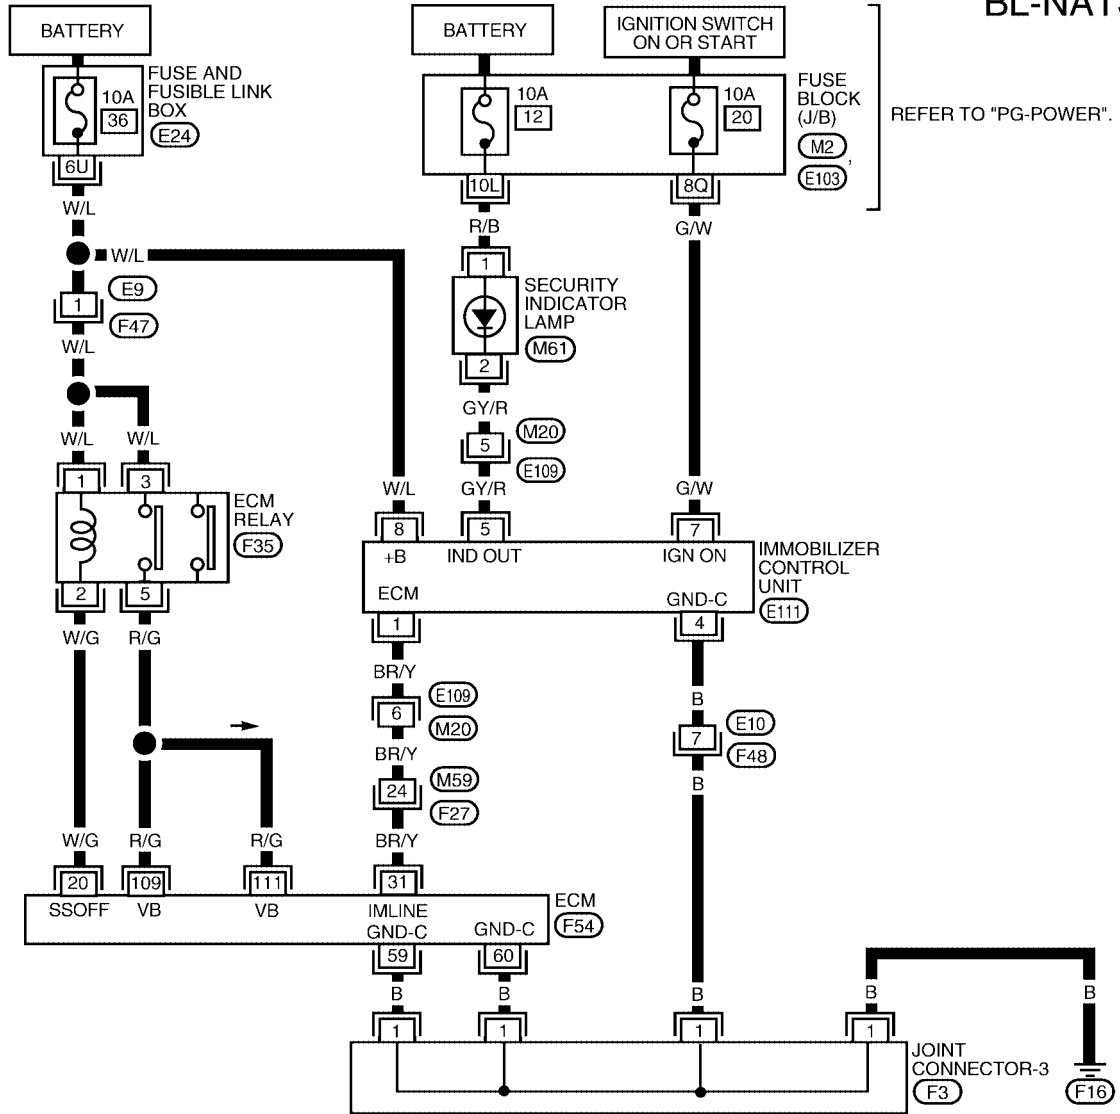 BL-NATS
BATTERY
BATTERY
IGNITION SWITCH
ON OR START
FUSE AND
FUSIBLE LINK
BOX
E24
10A
36
10A
12
10A
20
FUSE
BLOCK
(J/B)
M2
,
E103
REFER TO "PG-POWER".
6U
10L
8Q
W/L
R/B
G/W
W/L
1
E9
F47
1
SECURITY
INDICATOR
LAMP
M61
W/L
2
GY/R
M20
5
E109
W/L
W/L
W/L
GY/R
G/W
1
3
ECM
RELAY
F35
8
5
7
+B
IND OUT
IGN ON
IMMOBILIZER
CONTROL
UNIT
E111
ECM
GND-C
2
5
1
4
W/G
R/G
BR/Y
B
6
E109
M20
7
E10
F48
BR/Y
B
24
M59
F27
W/G
R/G
R/G
BR/Y
20
109
111
31
SSOFF
VB
VB
IMLINE
ECM
F54
GND-C
GND-C
59
60
B
B
B
B
B
1
1
1
1
JOINT
CONNECTOR-3
F3
F16